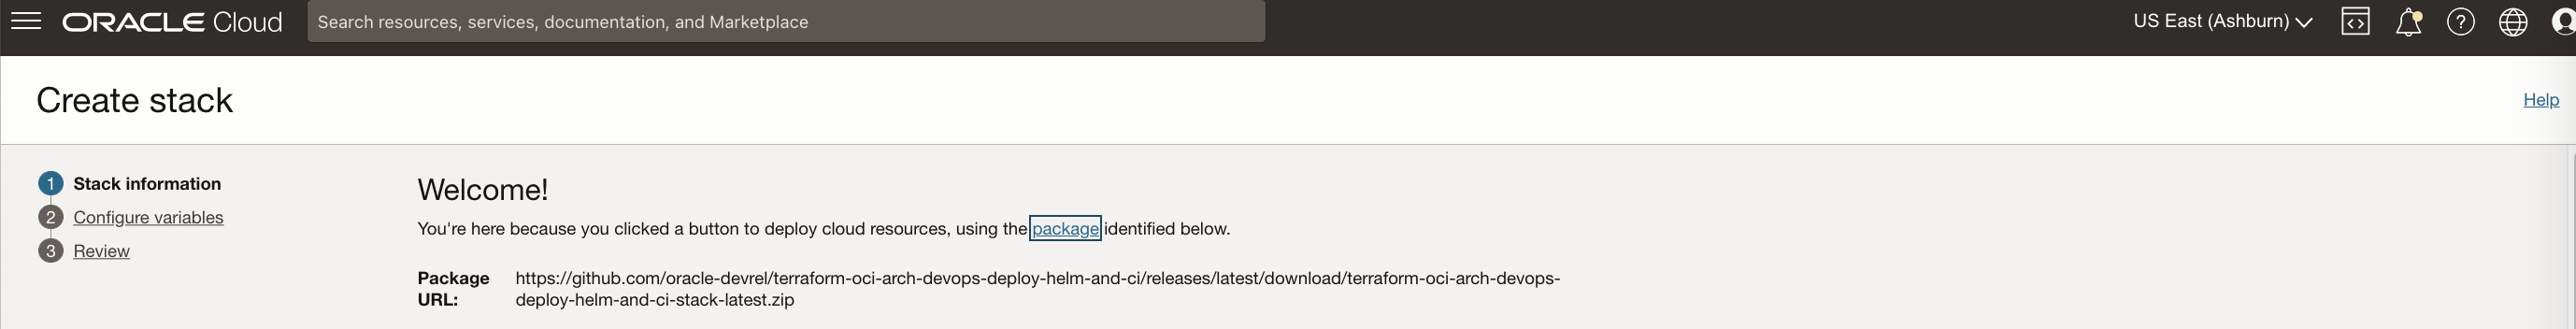 ORACLE Cloud
Search resources, services, documentation, and Marketplace
US East (Ashburn)
Create stack
Help
1 Stack information
2 Configure variables
3 Review
Welcome!
You're here because you clicked a button to deploy cloud resources, using the package identified below.
Package URL:
https://github.com/oracle-devrel/terraform-oci-arch-devops-deploy-helm-and-ci/releases/latest/download/terraform-oci-arch-devops-
deploy-helm-and-ci-stack-latest.zip